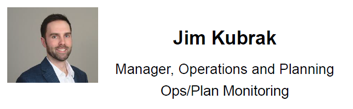 Jim Kubrak
Manager, Operations and Planning
Ops/Plan Monitoring